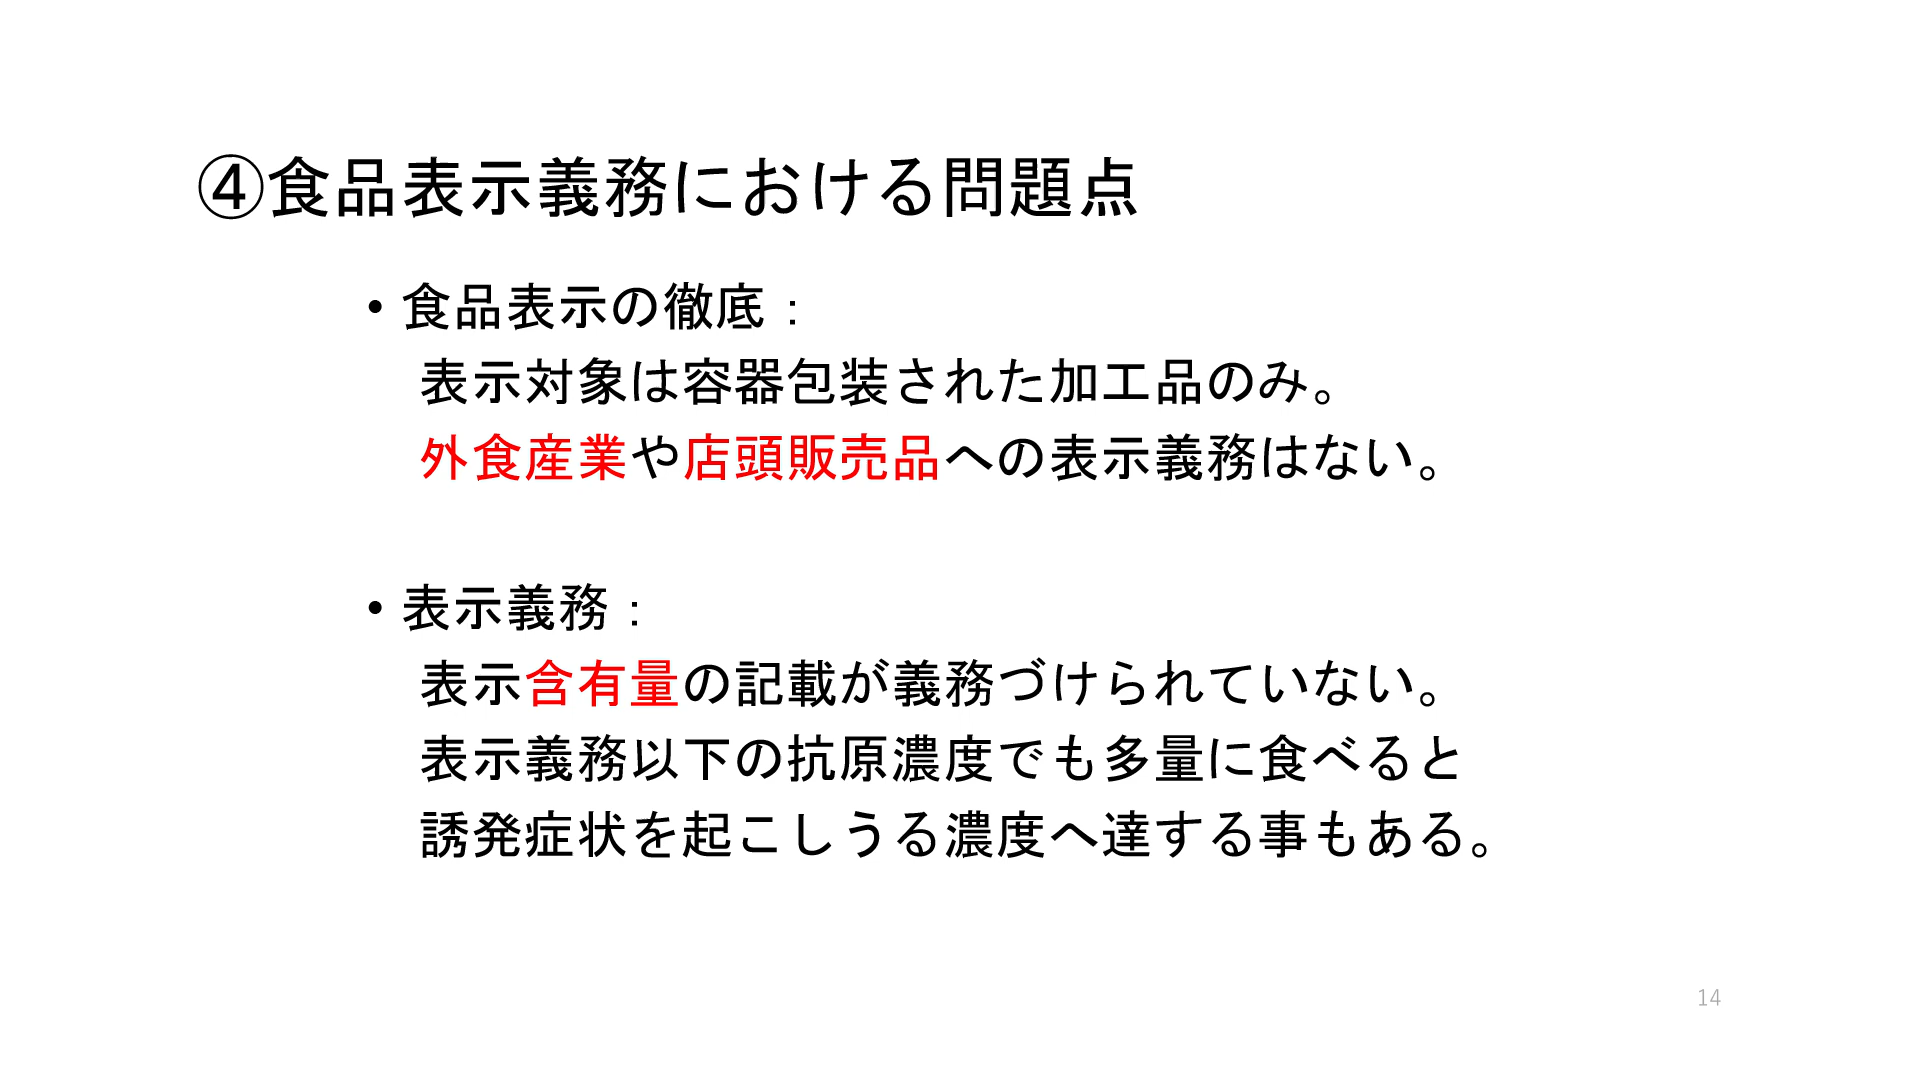 ④食品表示義務における問題点
• 食品表示の徹底：
表示対象は容器包装された加工品のみ。
外食産業や店頭販売品への表示義務はない。
• 表示義務：
表示含有量の記載が義務づけられていない。
表示義務以下の抗原濃度でも多量に食べると
誘発症状を起こしうる濃度へ達する事もある。
14